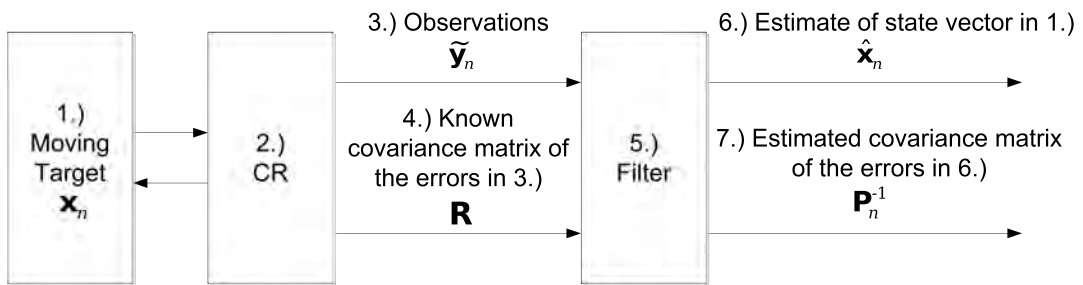 1.)
Moving
Target
𝐱n
2.)
CR
3.) Observations
ỹn
4.) Known
covariance matrix of
the errors in 3.)
R
5.)
Filter
6.) Estimate of state vector in 1.)
x̂n
7.) Estimated covariance matrix
of the errors in 6.)
Pn-1